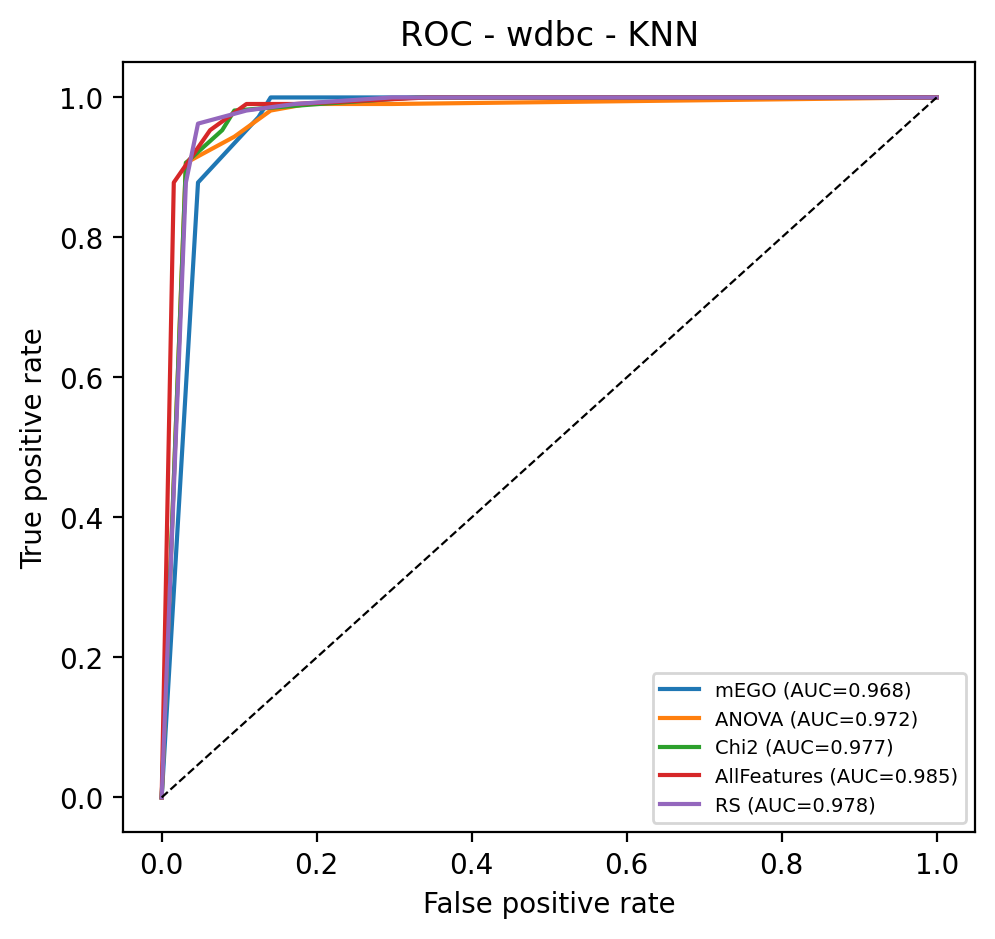 ROC - wdbc - KNN
True positive rate
1.0
0.8
0.6
0.4
0.2
0.0
mEGO (AUC=0.968)
ANOVA (AUC=0.972)
Chi2 (AUC=0.977)
AllFeatures (AUC=0.985)
RS (AUC=0.978)
0.0 0.2 0.4 0.6 0.8 1.0
False positive rate